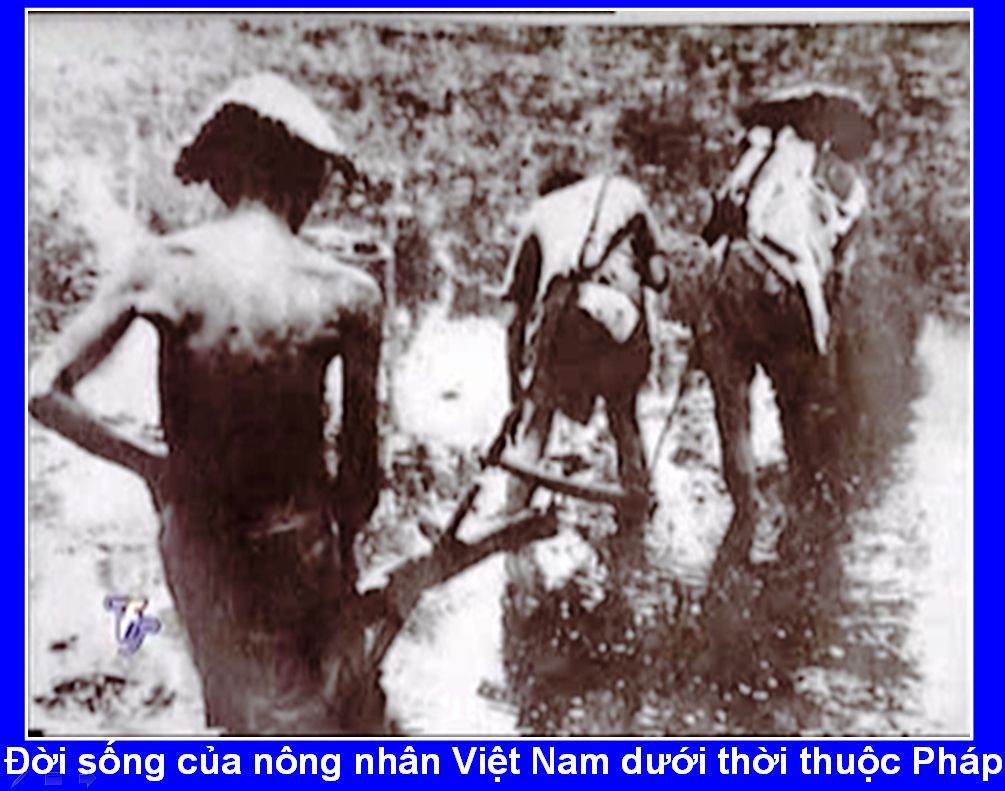 Đời sống của nông nhân Việt Nam dưới thời thuộc Pháp